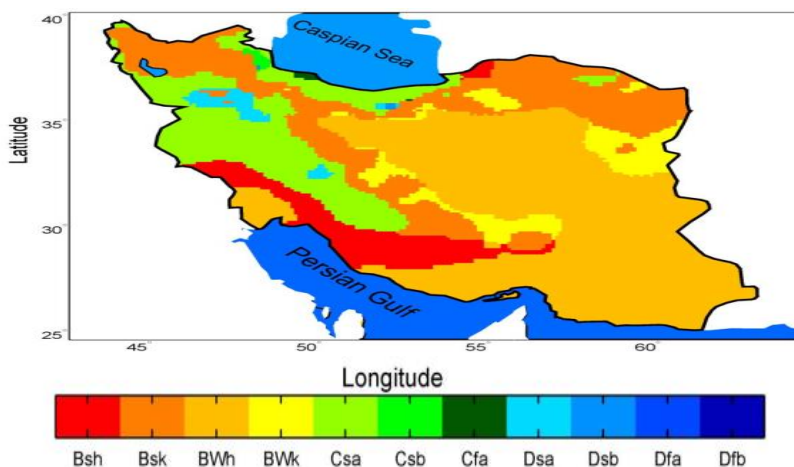 40°
Caspian Sea
35°
Latitude
30°
Persian Gulf
25°
45° 50° 55° 60°
Longitude
Bsh Bsk BWh BWk Csa Csb Cfa Dsa Dsb Dfa Dfb